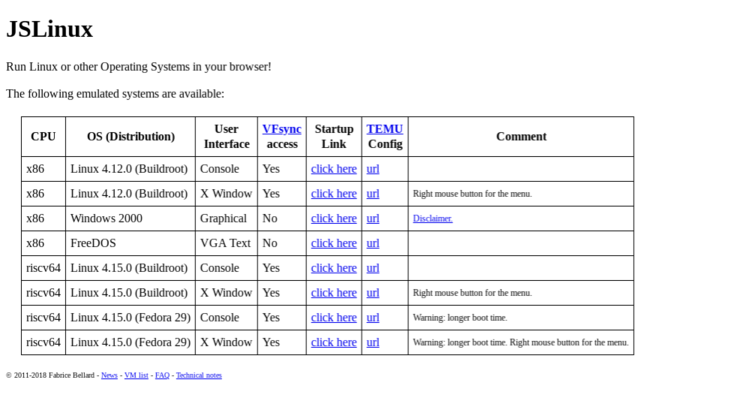 JSLinux
Run Linux or other Operating Systems in your browser!
The following emulated systems are available:
CPU OS (Distribution) User Interface VFsync access Startup Link TEMU Config Comment
x86 Linux 4.12.0 (Buildroot) Console Yes click here url
x86 Linux 4.12.0 (Buildroot) X Window Yes click here url Right mouse button for the menu.
x86 Windows 2000 Graphical No click here url Disclaimer.
x86 FreeDOS VGA Text No click here url
riscv64 Linux 4.15.0 (Buildroot) Console Yes click here url
riscv64 Linux 4.15.0 (Buildroot) X Window Yes click here url Right mouse button for the menu.
riscv64 Linux 4.15.0 (Fedora 29) Console Yes click here url Warning: longer boot time.
riscv64 Linux 4.15.0 (Fedora 29) X Window Yes click here url Warning: longer boot time. Right mouse button for the menu.
© 2011-2018 Fabrice Bellard - News - VM list - FAQ - Technical notes